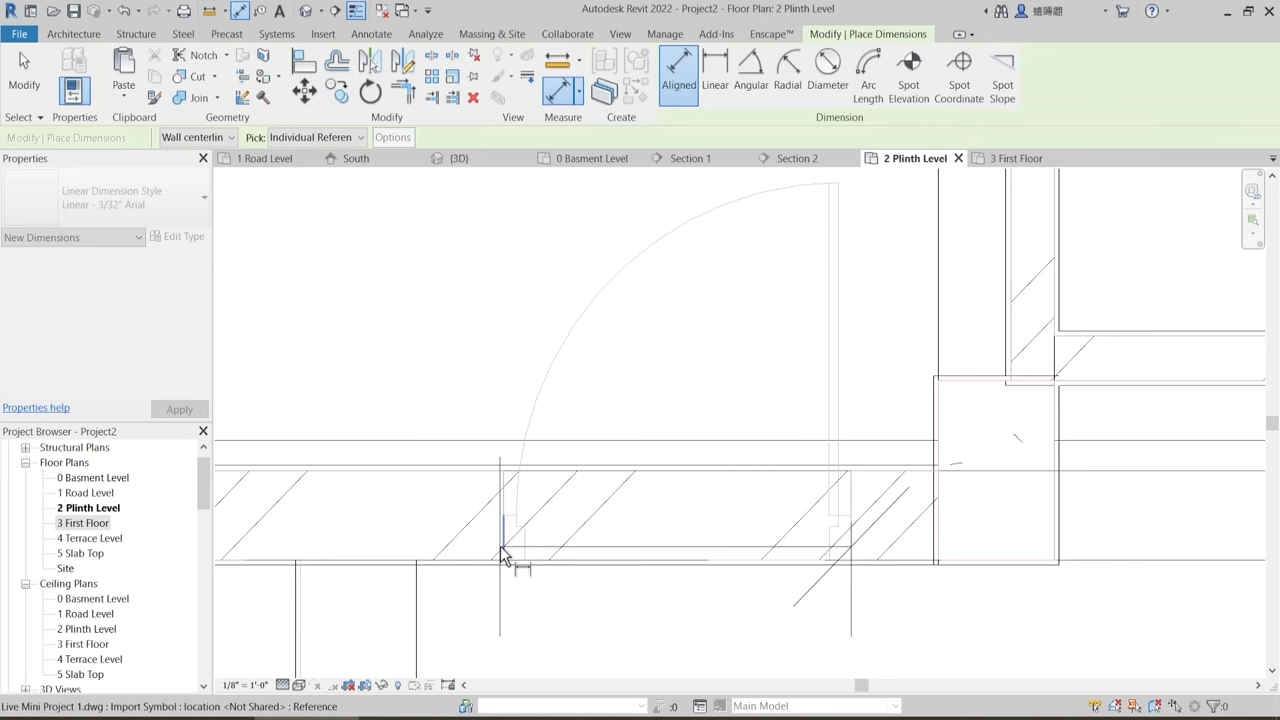 Autodesk Revit 2022 - Project2 - Floor Plan: 2 Plinth Level
File Architecture Structure Steel Precast Systems Insert Annotate Analyze Massing & Site Collaborate View Manage Add-Ins Enscape™ Modify | Place Dimensions
Modify Paste Notch Cut Join Aligned Linear Angular Radial Diameter Arc Length Spot Elevation Spot Coordinate Spot Slope
Select Properties Clipboard Geometry Modify View Measure Create Dimension
Modify | Place Dimensions Wall centerlin Pick: Individual Referen Options
Properties 1 Road Level South {3D} 0 Basment Level Section 1 Section 2 2 Plinth Level 3 First Floor
Linear Dimension Style
Linear - 3/32" Arial
New Dimensions Edit Type
Properties help Apply
Project Browser - Project2
Structural Plans
Floor Plans
0 Basment Level
1 Road Level
2 Plinth Level
3 First Floor
4 Terrace Level
5 Slab Top
Site
Ceiling Plans
0 Basment Level
1 Road Level
2 Plinth Level
3 First Floor
4 Terrace Level
5 Slab Top
3D Views
1/8" = 1'-0"
Live Mini Project 1.dwg : Import Symbol : location <Not Shared> : Reference :0 Main Model :0